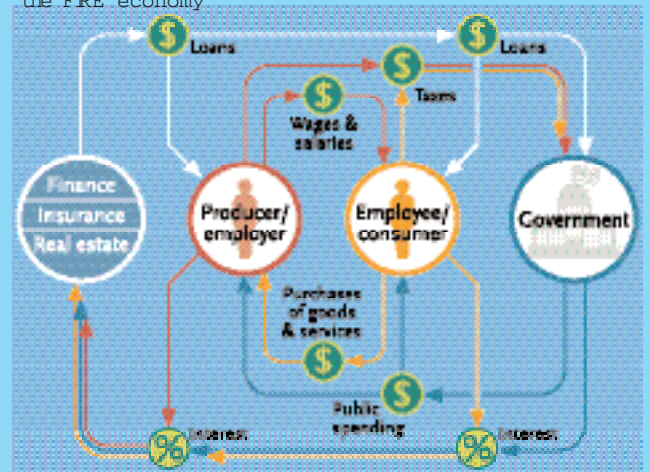 the FIRE economy
$
Loans
$
Loans
$
Taxes
$
Wages &
salaries
Finance
Insurance
Real estate
Producer/
employer
Employee/
consumer
Government
Purchases
of goods
& services
$
$
Public
spending
%
Interest
%
Interest